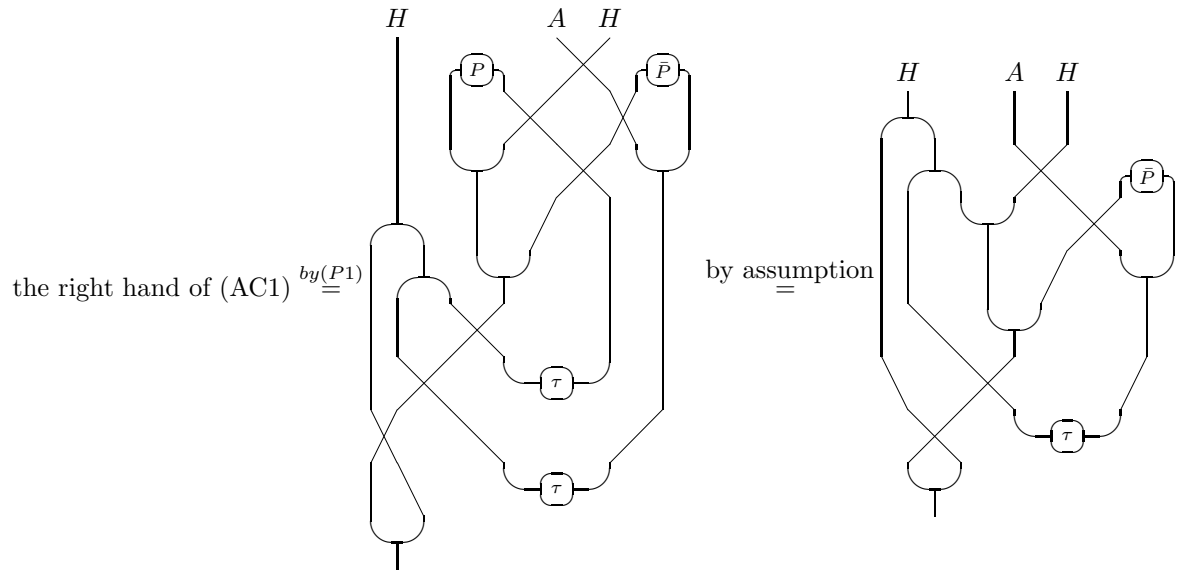 H A H
P P̄
H A H
P̄
the right hand of (AC1) by(P1) =
by assumption =
τ
τ
τ